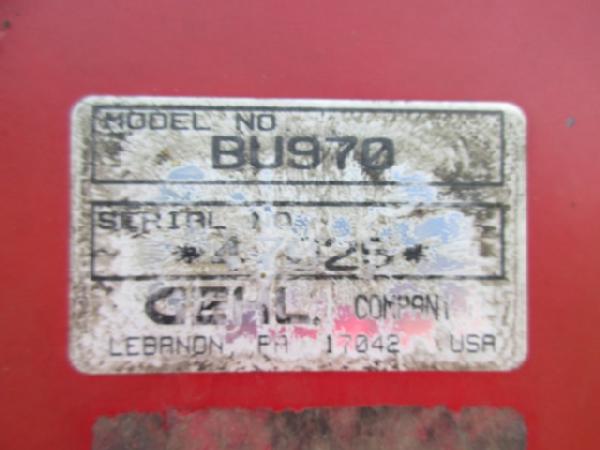 MODEL NO
BU970
SERIAL NO.
GEHL COMPANY
LEBANON, PA 17042 USA